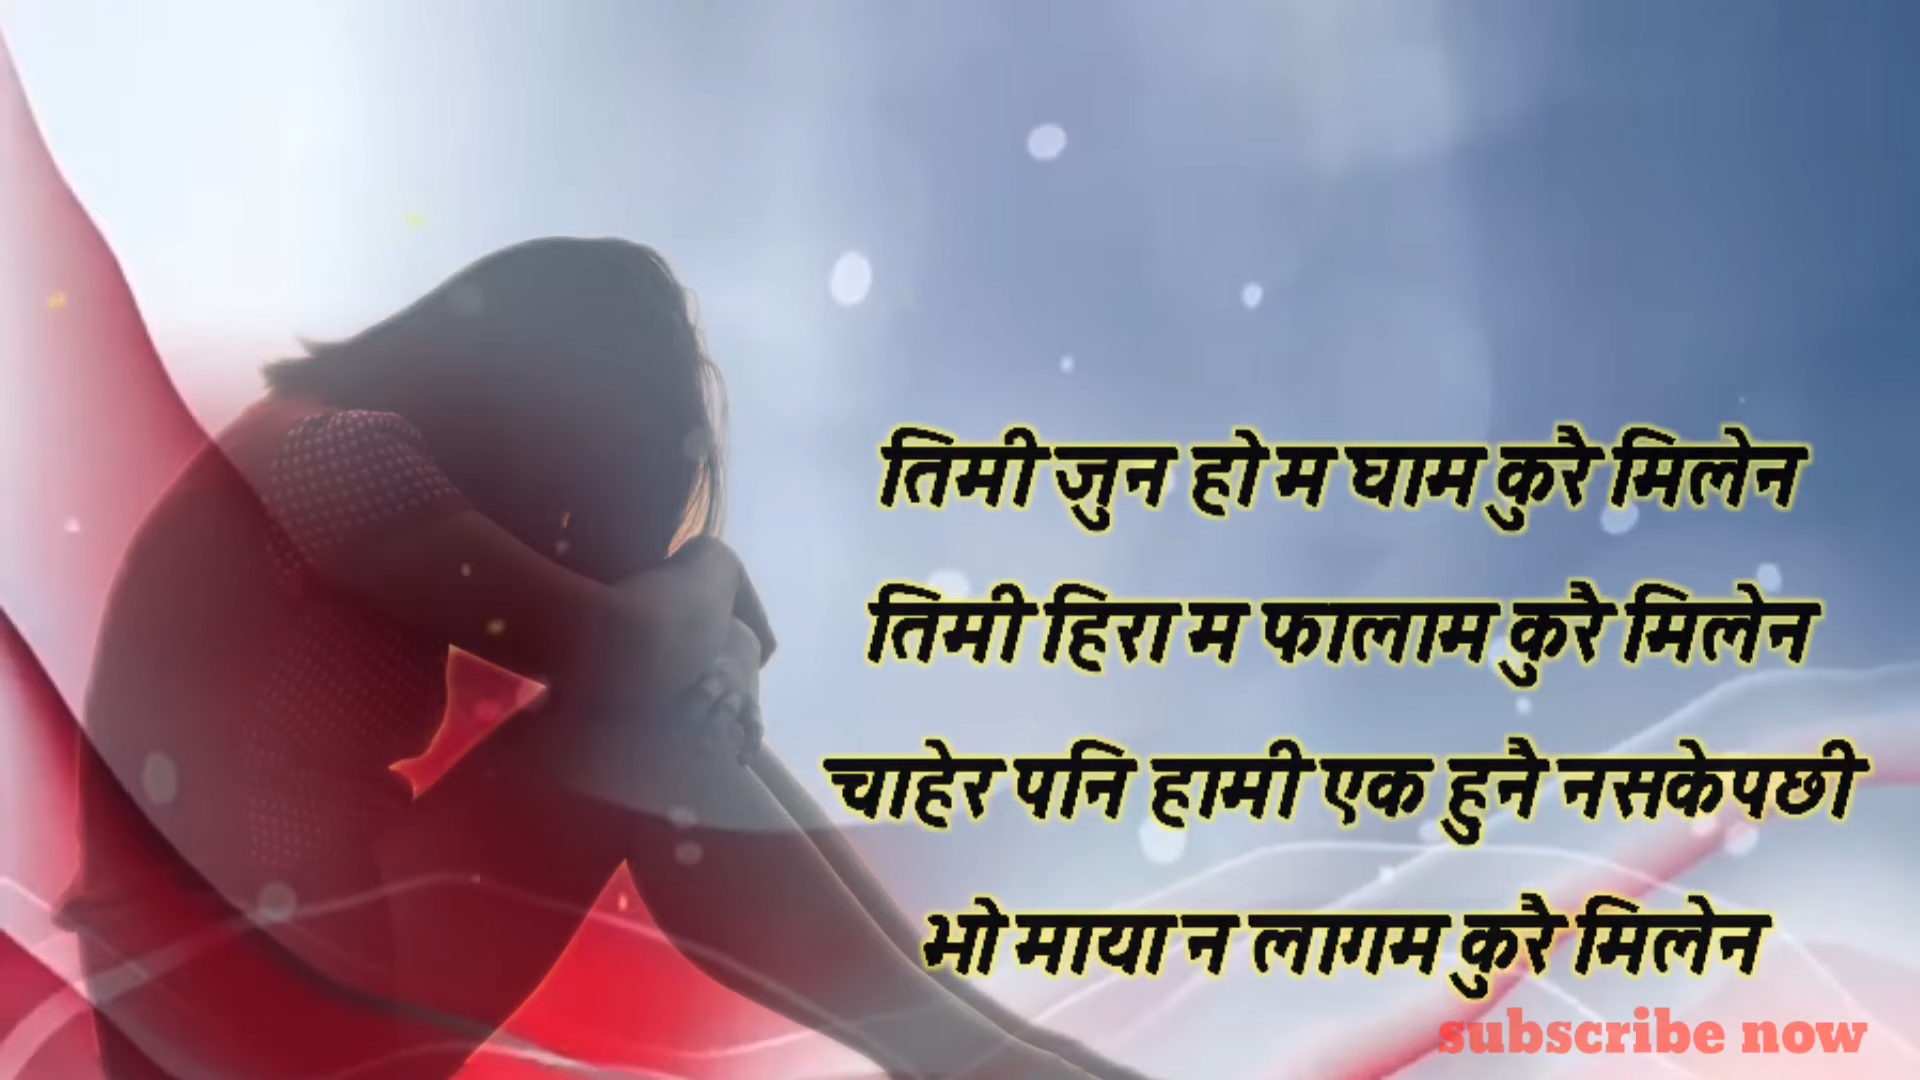 तिमी जुन हो म घाम कुरै मिलेन
तिमी हिरा म फालाम कुरै मिलेन
चाहेर पनि हामी एक हुनै नसकेपछी
भो माया न लागम कुरै मिलेन
subscribe now